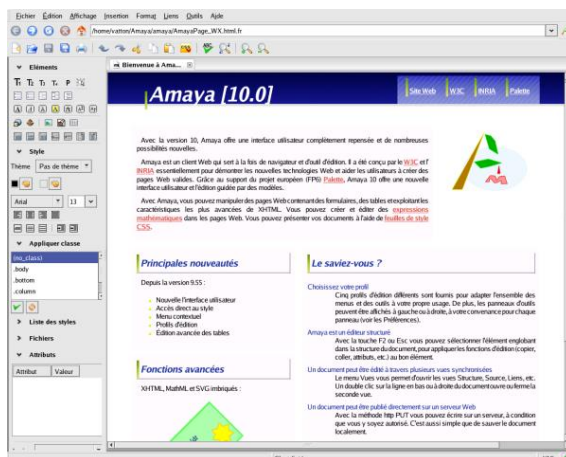 Fichier Édition Affichage Insertion Format Liens Outils Aide
/home/vatton/Amaya/amaya/AmayaPage_WX.html.fr
Eléments
Bienvenue à Ama...
Style
Thème Pas de thème
Arial 13
Appliquer classe
(no_class)
.body
.bottom
.column
Liste des styles
Fichiers
Attributs
Attribut Valeur
Amaya [10.0]
Site Web W3C INRIA Palette
Avec la version 10, Amaya offre une interface utilisateur complètement repensée et de nombreuses
possibilités nouvelles.
Amaya est un client Web qui sert à la fois de navigateur et d'outil d'édition. Il a été conçu par le W3C et l'
INRIA essentiellement pour démontrer les nouvelles technologies Web et aider les utilisateurs à créer des
pages Web valides. Grâce au support du projet européen (FP6) Palette, Amaya 10 offre une nouvelle
interface utilisateur et l'édition guidée par des modèles.
Avec Amaya, vous pouvez manipuler des pages Web contenant des formulaires, des tables et exploitant les
caractéristiques les plus avancées de XHTML. Vous pouvez créer et éditer des expressions
mathématiques dans les pages Web. Vous pouvez présenter vos documents à l'aide de feuilles de style
CSS.
Principales nouveautés
Depuis la version 9.55 :
Nouvelle l'interface utilisateur
Accès direct au style
Menu contextuel
Profils d'édition
Édition avancée des tables
Fonctions avancées
XHTML, MathML et SVG imbriqués :
Le saviez-vous ?
Choisissez votre profil
Cinq profils d'édition différents sont fournis pour adapter l'ensemble des
menus et des outils à votre propre usage. De plus, les panneaux d'outils
peuvent être affichés à gauche ou à droite, à votre convenance pour chaque
panneau (voir les Préférences).
Amaya est un éditeur structuré
Avec la touche F2 ou Esc vous pouvez sélectionner l'élément englobant
dans la structure du document, pour appliquer les fonctions d'édition (copier,
coller, attributs, etc.) au bon élément.
Un document peut être édité à travers plusieurs vues synchronisées
Le menu Vues vous permet d'ouvrir les vues Structure, Source, Liens, etc.
Un double clic sur la ligne en bas ou à droite du document ouvre ou ferme la
seconde vue.
Un document peut être publié directement sur un serveur Web
Avec la méthode http PUT vous pouvez écrire sur un serveur, à condition
que vous y soyez autorisé. C'est aussi simple que de sauver le document
localement.